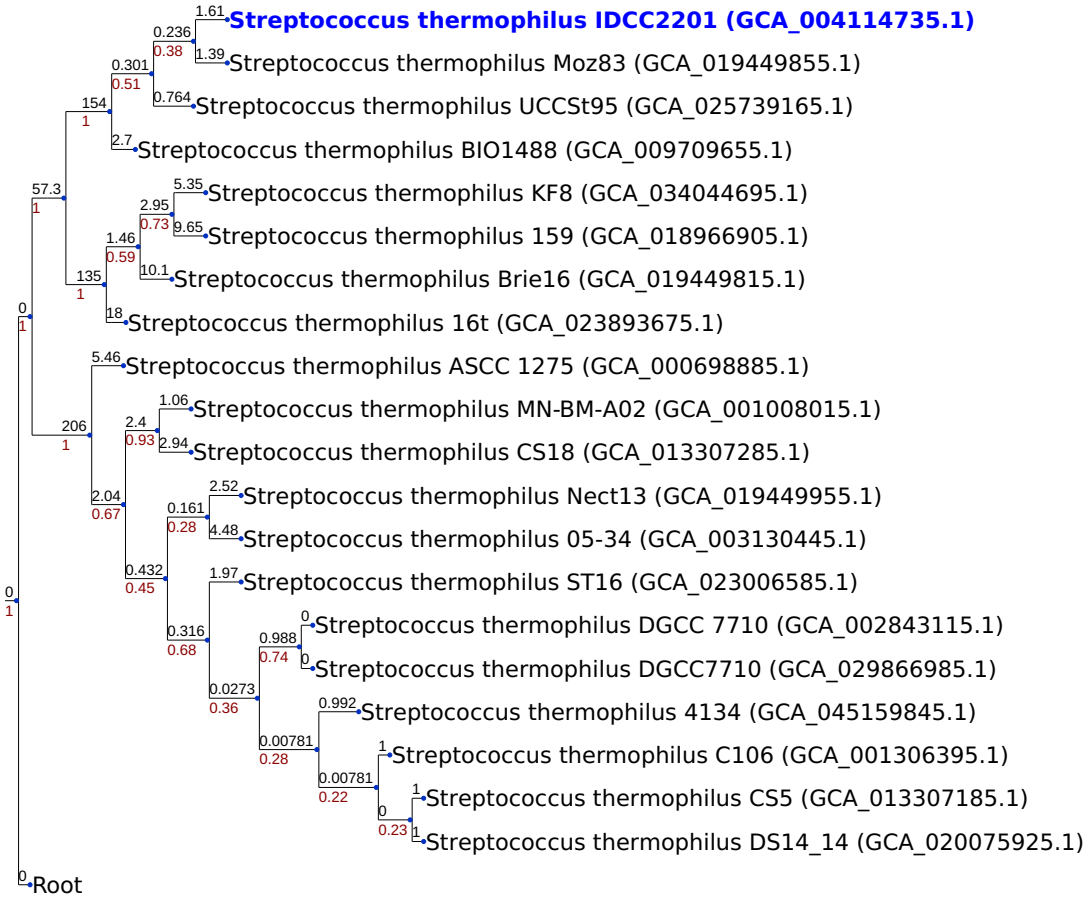 1.61
Streptococcus thermophilus IDCC2201 (GCA_004114735.1)
0.236
0.38
1.39
Streptococcus thermophilus Moz83 (GCA_019449855.1)
0.301
0.51
0.764
Streptococcus thermophilus UCCSt95 (GCA_025739165.1)
154
1
2.7
Streptococcus thermophilus BIO1488 (GCA_009709655.1)
57.3
1
5.35
Streptococcus thermophilus KF8 (GCA_034044695.1)
2.95
0.73
9.65
Streptococcus thermophilus 159 (GCA_018966905.1)
1.46
0.59
10.1
Streptococcus thermophilus Brie16 (GCA_019449815.1)
135
1
18
Streptococcus thermophilus 16t (GCA_023893675.1)
0
1
5.46
Streptococcus thermophilus ASCC 1275 (GCA_000698885.1)
1.06
Streptococcus thermophilus MN-BM-A02 (GCA_001008015.1)
2.4
0.93
2.94
Streptococcus thermophilus CS18 (GCA_013307285.1)
206
1
2.04
0.67
2.52
Streptococcus thermophilus Nect13 (GCA_019449955.1)
0.161
0.28
4.48
Streptococcus thermophilus 05-34 (GCA_003130445.1)
0.432
0.45
1.97
Streptococcus thermophilus ST16 (GCA_023006585.1)
0
1
0.316
0.68
0
Streptococcus thermophilus DGCC 7710 (GCA_002843115.1)
0.988
0.74
0
Streptococcus thermophilus DGCC7710 (GCA_029866985.1)
0.0273
0.36
0.992
Streptococcus thermophilus 4134 (GCA_045159845.1)
0.00781
0.28
1
Streptococcus thermophilus C106 (GCA_001306395.1)
0.00781
0.22
1
Streptococcus thermophilus CS5 (GCA_013307185.1)
0
0.23
1
Streptococcus thermophilus DS14_14 (GCA_020075925.1)
0
Root